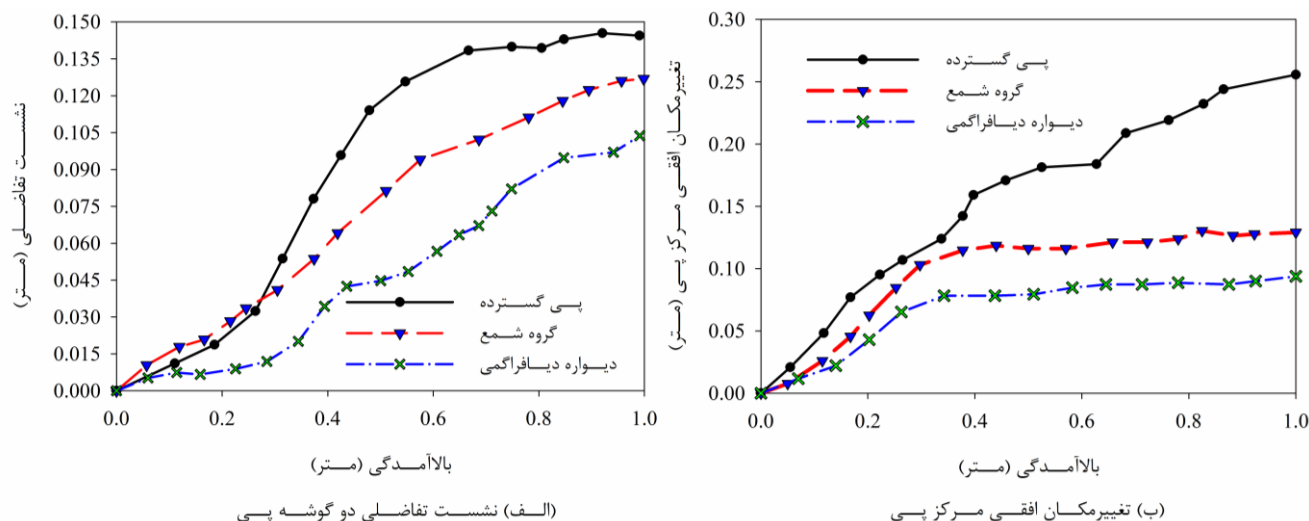 نشست تفاضلی (متر)
0.150
0.135
0.120
0.105
0.090
0.075
0.060
0.045
0.030
0.015
0.000
پی گسترده
گروه شمع
دیواره دیافراگمی
0.0 0.2 0.4 0.6 0.8 1.0
بالاآمدگی (متر)
(الف) نشست تفاضلی دو گوشه پی
تغییرمکان افقی مرکز پی (متر)
0.30
0.25
0.20
0.15
0.10
0.05
0.00
پی گسترده
گروه شمع
دیواره دیافراگمی
0.0 0.2 0.4 0.6 0.8 1.0
بالاآمدگی (متر)
(ب) تغییرمکان افقی مرکز پی